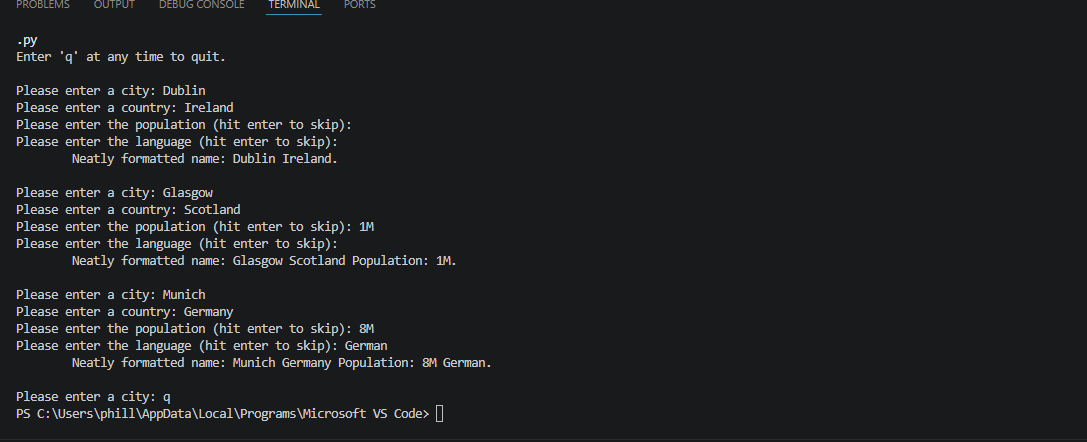 PROBLEMS OUTPUT DEBUG CONSOLE TERMINAL PORTS
.py
Enter 'q' at any time to quit.
Please enter a city: Dublin
Please enter a country: Ireland
Please enter the population (hit enter to skip):
Please enter the language (hit enter to skip):
Neatly formatted name: Dublin Ireland.
Please enter a city: Glasgow
Please enter a country: Scotland
Please enter the population (hit enter to skip): 1M
Please enter the language (hit enter to skip):
Neatly formatted name: Glasgow Scotland Population: 1M.
Please enter a city: Munich
Please enter a country: Germany
Please enter the population (hit enter to skip): 8M
Please enter the language (hit enter to skip): German
Neatly formatted name: Munich Germany Population: 8M German.
Please enter a city: q
PS C:\Users\phill\AppData\Local\Programs\Microsoft VS Code>